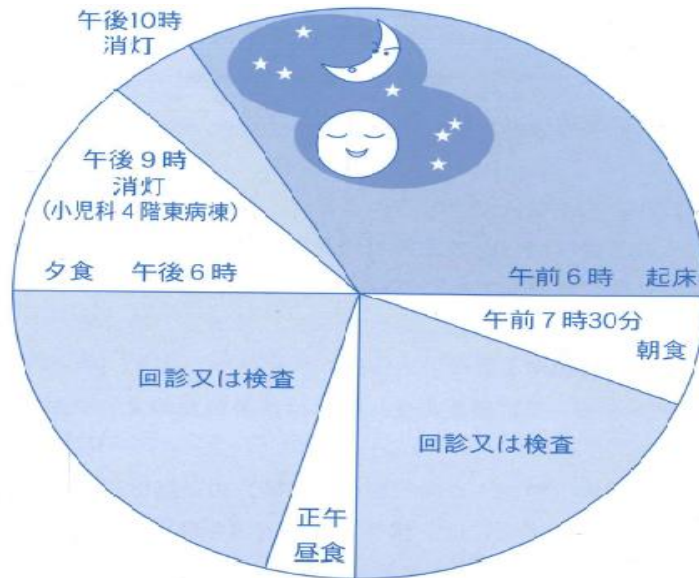 午後10時
消灯
午後9時
消灯
(小児科4階東病棟)
夕食 午後6時
午前6時 起床
午前7時30分
朝食
回診又は検査
回診又は検査
正午
昼食